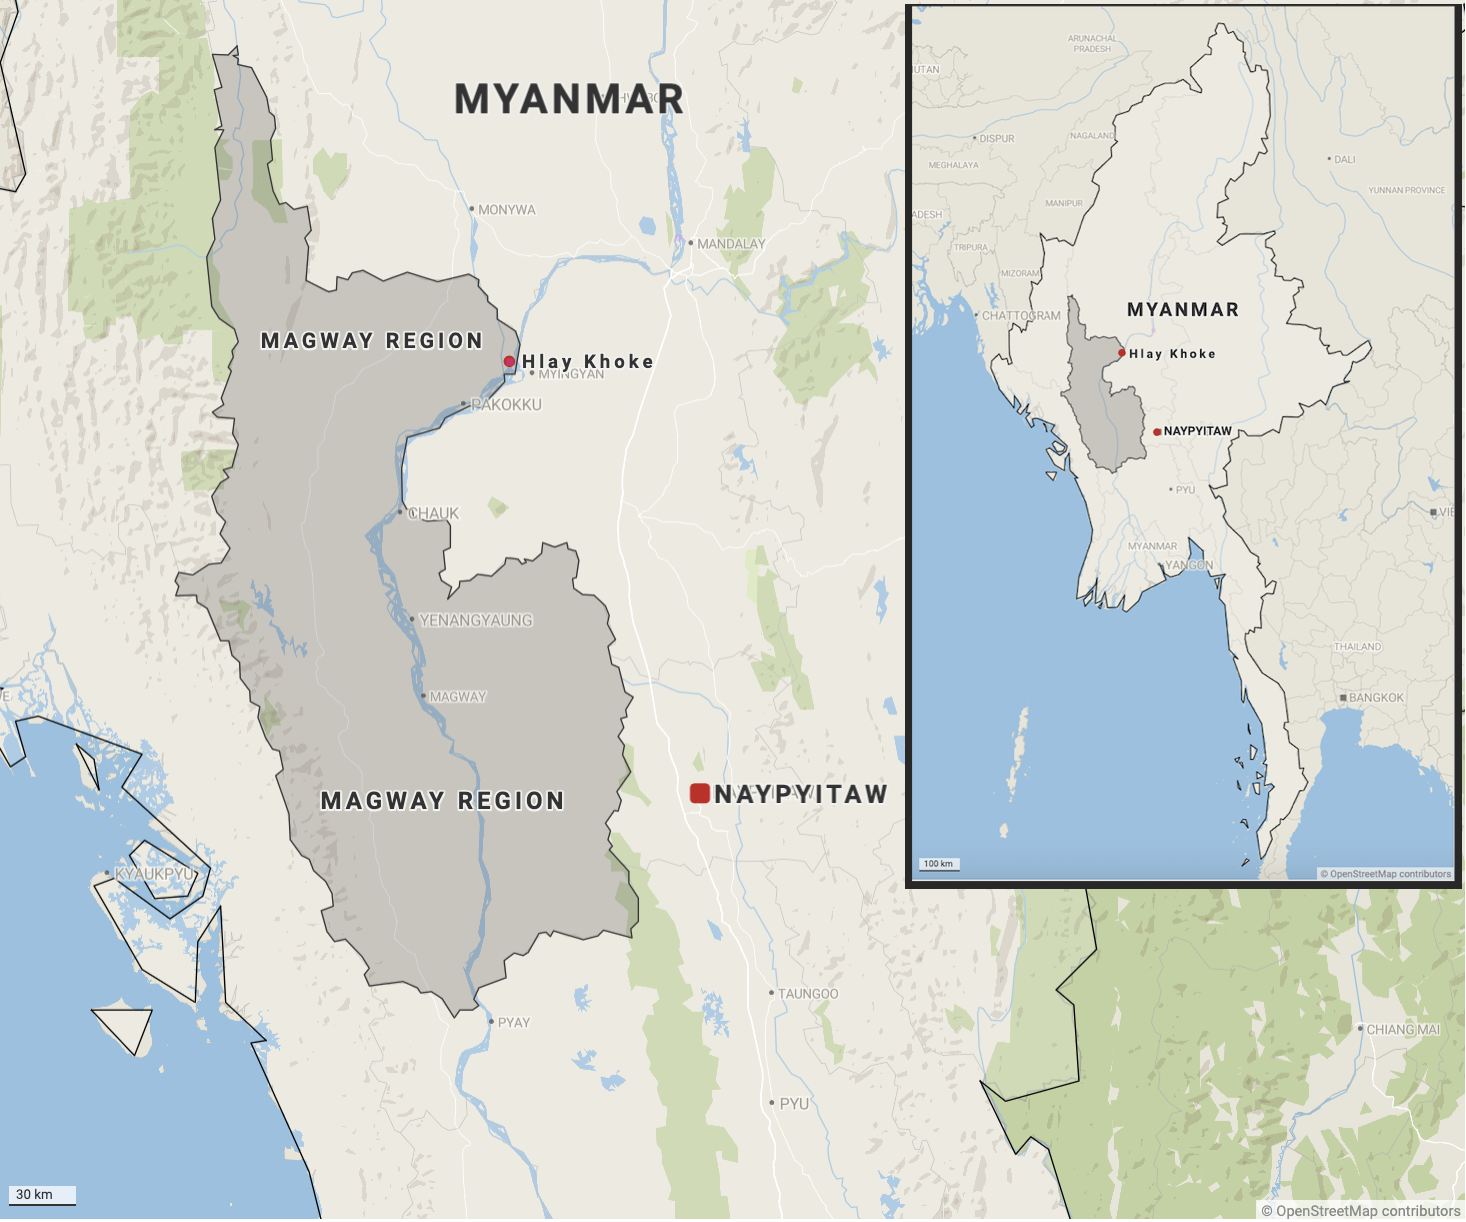 MYANMAR
MONYWA
MANDALAY
MAGWAY REGION
Hlay Khoke
MYINGYAN
PAKOKKU
CHAUK
YENANGYAUNG
MAGWAY
MAGWAY REGION
NAYPYITAW
KYAUKPYU
TAUNGOO
PYAY
PYU
CHIANG MAI
30 km
© OpenStreetMap contributors
ARUNACHAL
PRADESH
UTAN
DISPUR
NAGALAND
MEGHALAYA
DALI
YUNNAN PROVINCE
MANIPUR
ADESH
TRIPURA
MIZORAM
CHATTOGRAM
MYANMAR
Hlay Khoke
NAYPYITAW
PYU
VIE
MYANMAR
YANGON
THAILAND
BANGKOK
100 km
© OpenStreetMap contributors